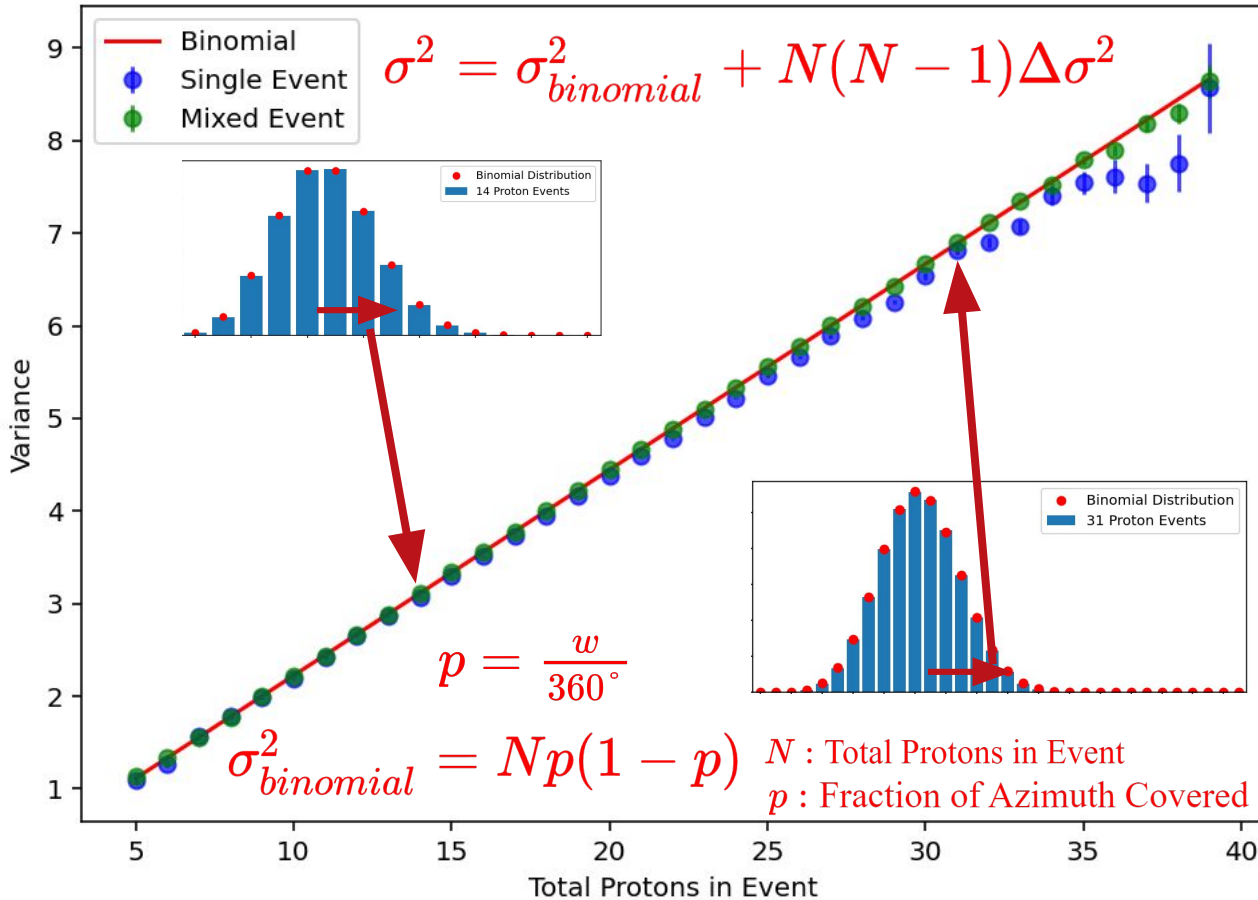 Binomial
Single Event
Mixed Event
σ² = σ²_binomial + N(N − 1)Δσ²
Binomial Distribution
14 Proton Events
Binomial Distribution
31 Proton Events
p = w/360°
σ²_binomial = Np(1 − p)
N : Total Protons in Event
p : Fraction of Azimuth Covered
Variance
9
8
7
6
5
4
3
2
1
5 10 15 20 25 30 35 40
Total Protons in Event